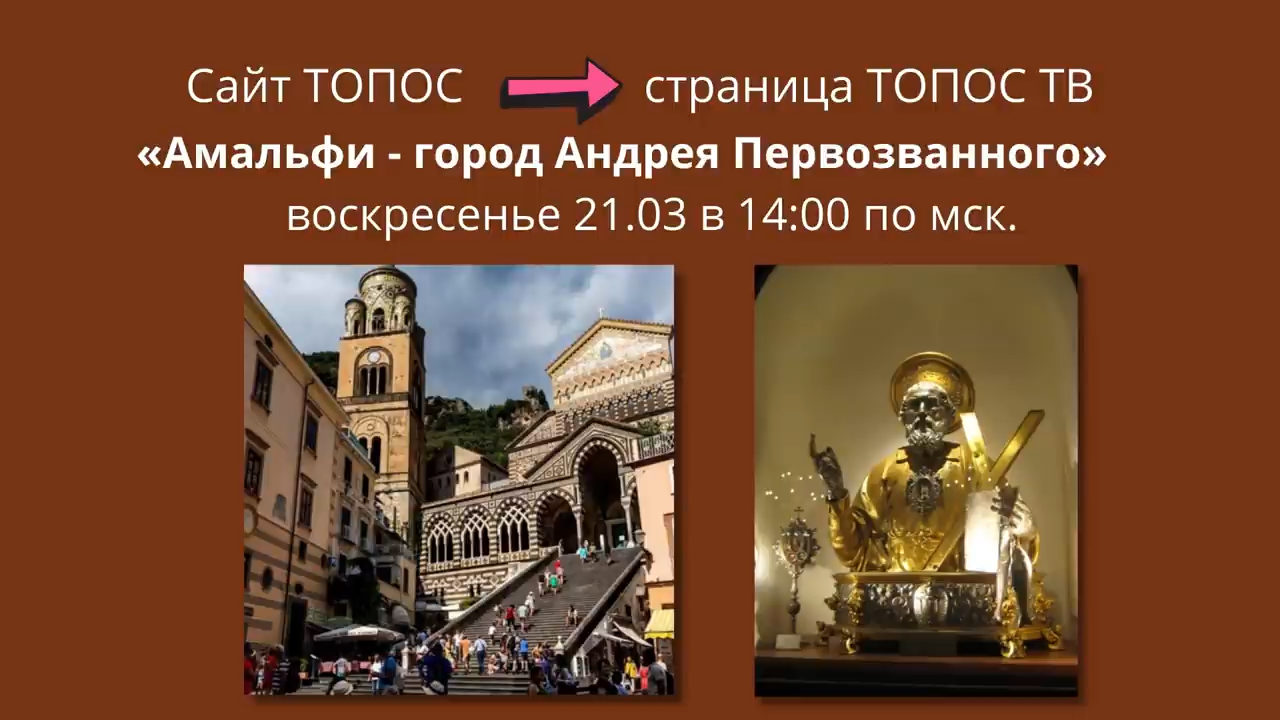 Сайт ТОПОС страница ТОПОС ТВ
«Амальфи - город Андрея Первозванного»
воскресенье 21.03 в 14:00 по мск.